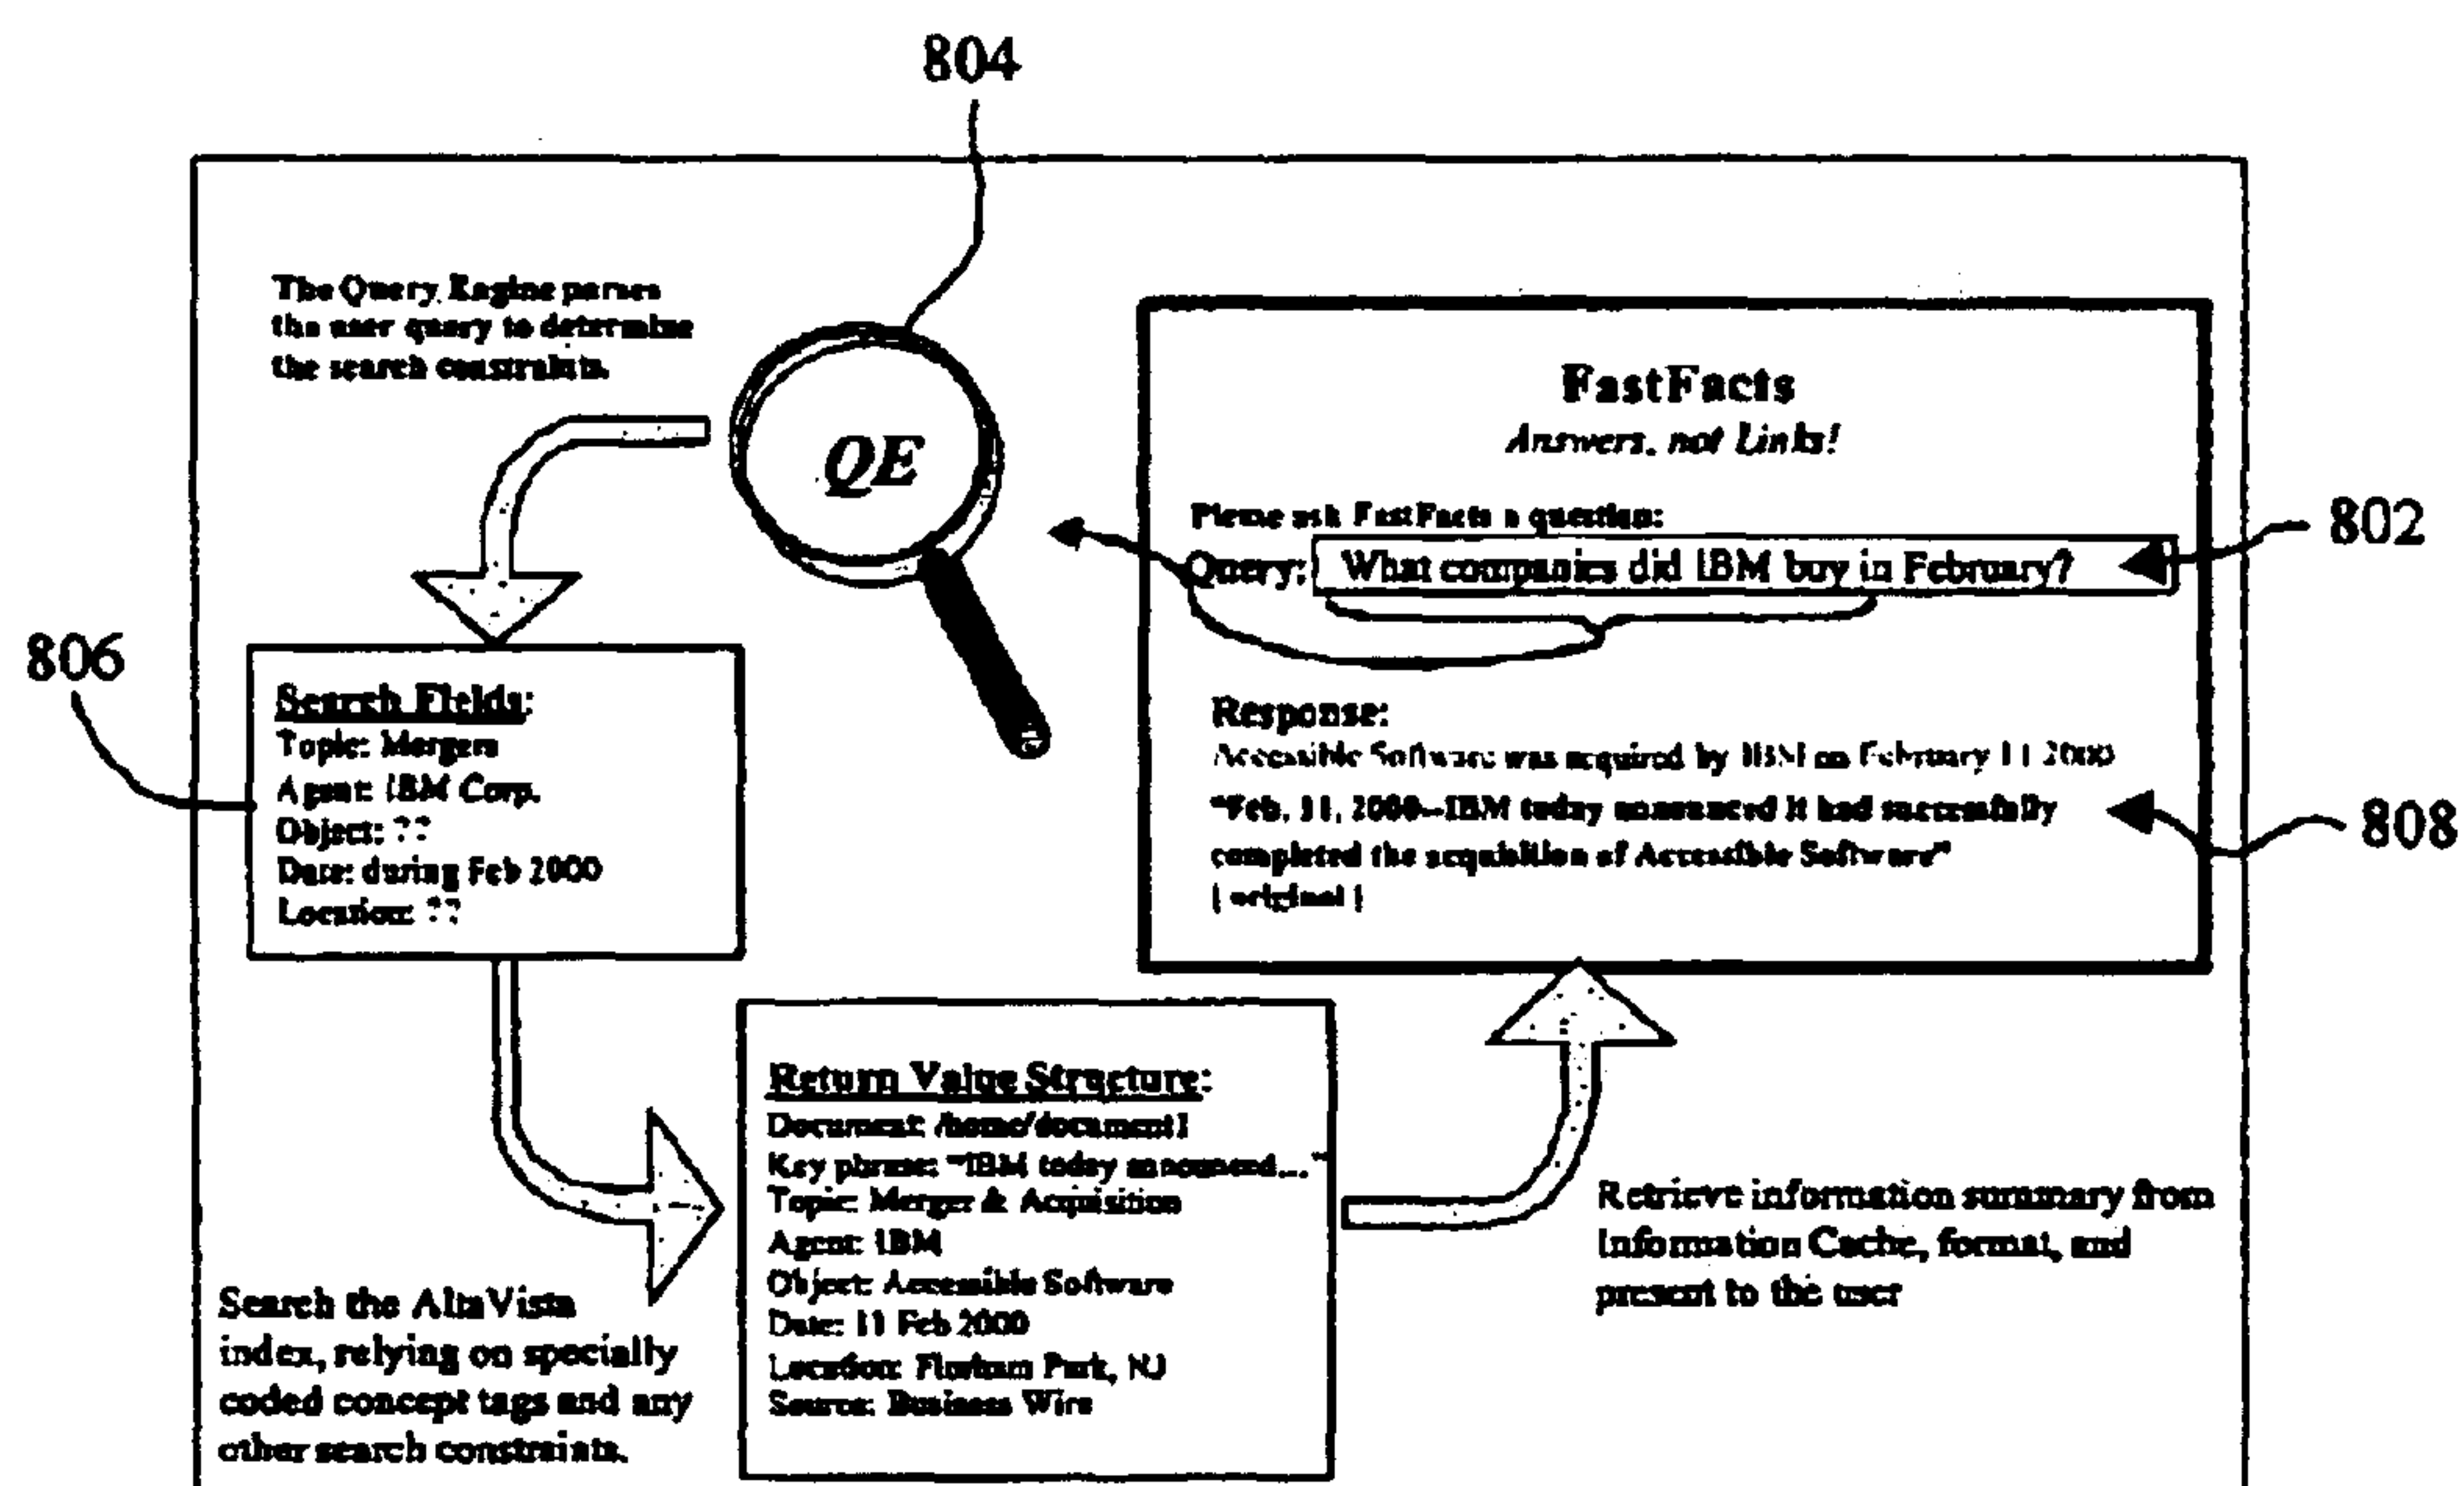 804
The Query Engine parses
the user query to determine
the search constraints.
QE
FastFacts
Answers, not Links!
Please ask FastFacts a question:
Query: What companies did IBM buy in February?
802
806
Search Fields:
Topic: Mergers
Agent: IBM Corp.
Object: ??
Date: during Feb 2000
Location: ??
Response:
Accessible Software was acquired by IBM on February 11 2000
"Feb. 11, 2000--IBM today announced it had successfully
completed the acquisition of Accessible Software"
[ original ]
808
Return Value Structure:
Document: /home/document1
Key phrase: "IBM today announced..."
Topic: Merger & Acquisition
Agent: IBM
Object: Accessible Software
Date: 11 Feb 2000
Location: Florham Park, NJ
Source: Business Wire
Search the AltaVista
index, relying on specially
coded concept tags and any
other search constraints.
Retrieve information summary from
Information Cache, format, and
present to the user